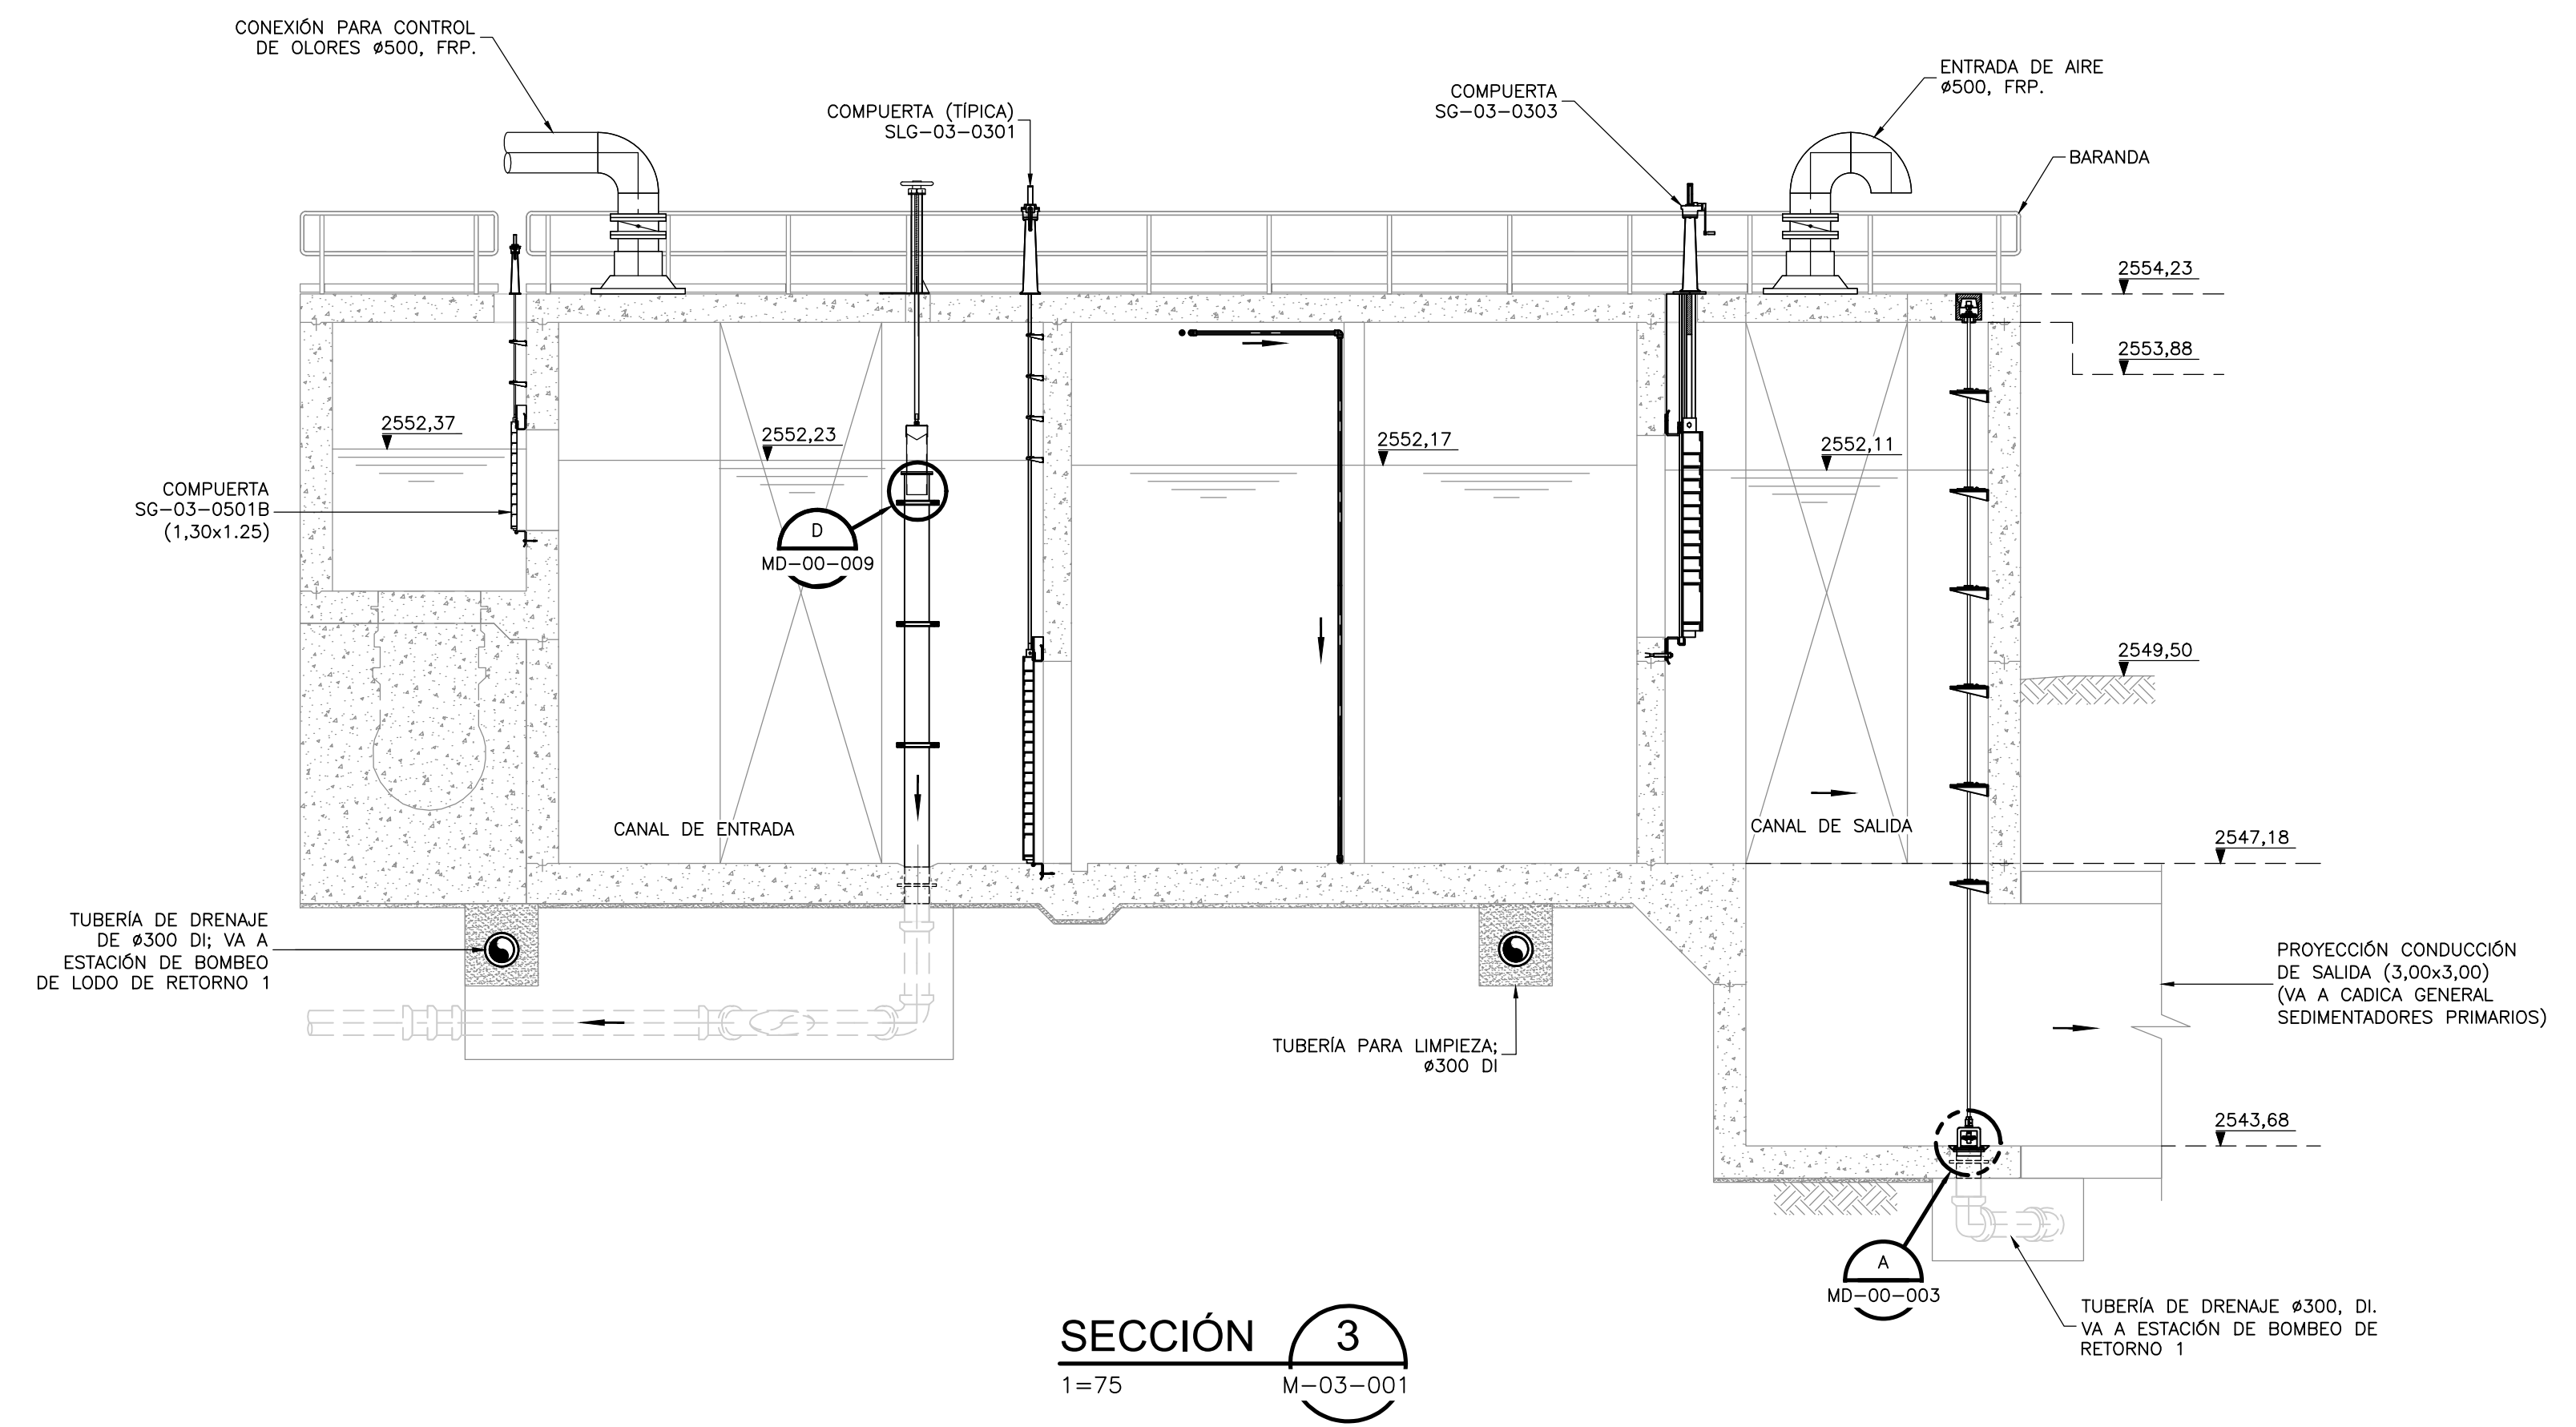 CONEXIÓN PARA CONTROL
DE OLORES ø500, FRP.
COMPUERTA (TÍPICA)
SLG-03-0301
COMPUERTA
SG-03-0303
ENTRADA DE AIRE
ø500, FRP.
BARANDA
2554,23
2553,88
2552,37
2552,23
2552,17
2552,11
COMPUERTA
SG-03-0501B
(1,30x1.25)
D
MD-00-009
2549,50
CANAL DE ENTRADA
CANAL DE SALIDA
2547,18
TUBERÍA DE DRENAJE
DE ø300 DI; VA A
ESTACIÓN DE BOMBEO
DE LODO DE RETORNO 1
PROYECCIÓN CONDUCCIÓN
DE SALIDA (3,00x3,00)
(VA A CADICA GENERAL
SEDIMENTADORES PRIMARIOS)
TUBERÍA PARA LIMPIEZA;
ø300 DI
2543,68
A
MD-00-003
TUBERÍA DE DRENAJE ø300, DI.
VA A ESTACIÓN DE BOMBEO DE
RETORNO 1
SECCIÓN 3
1=75 M-03-001